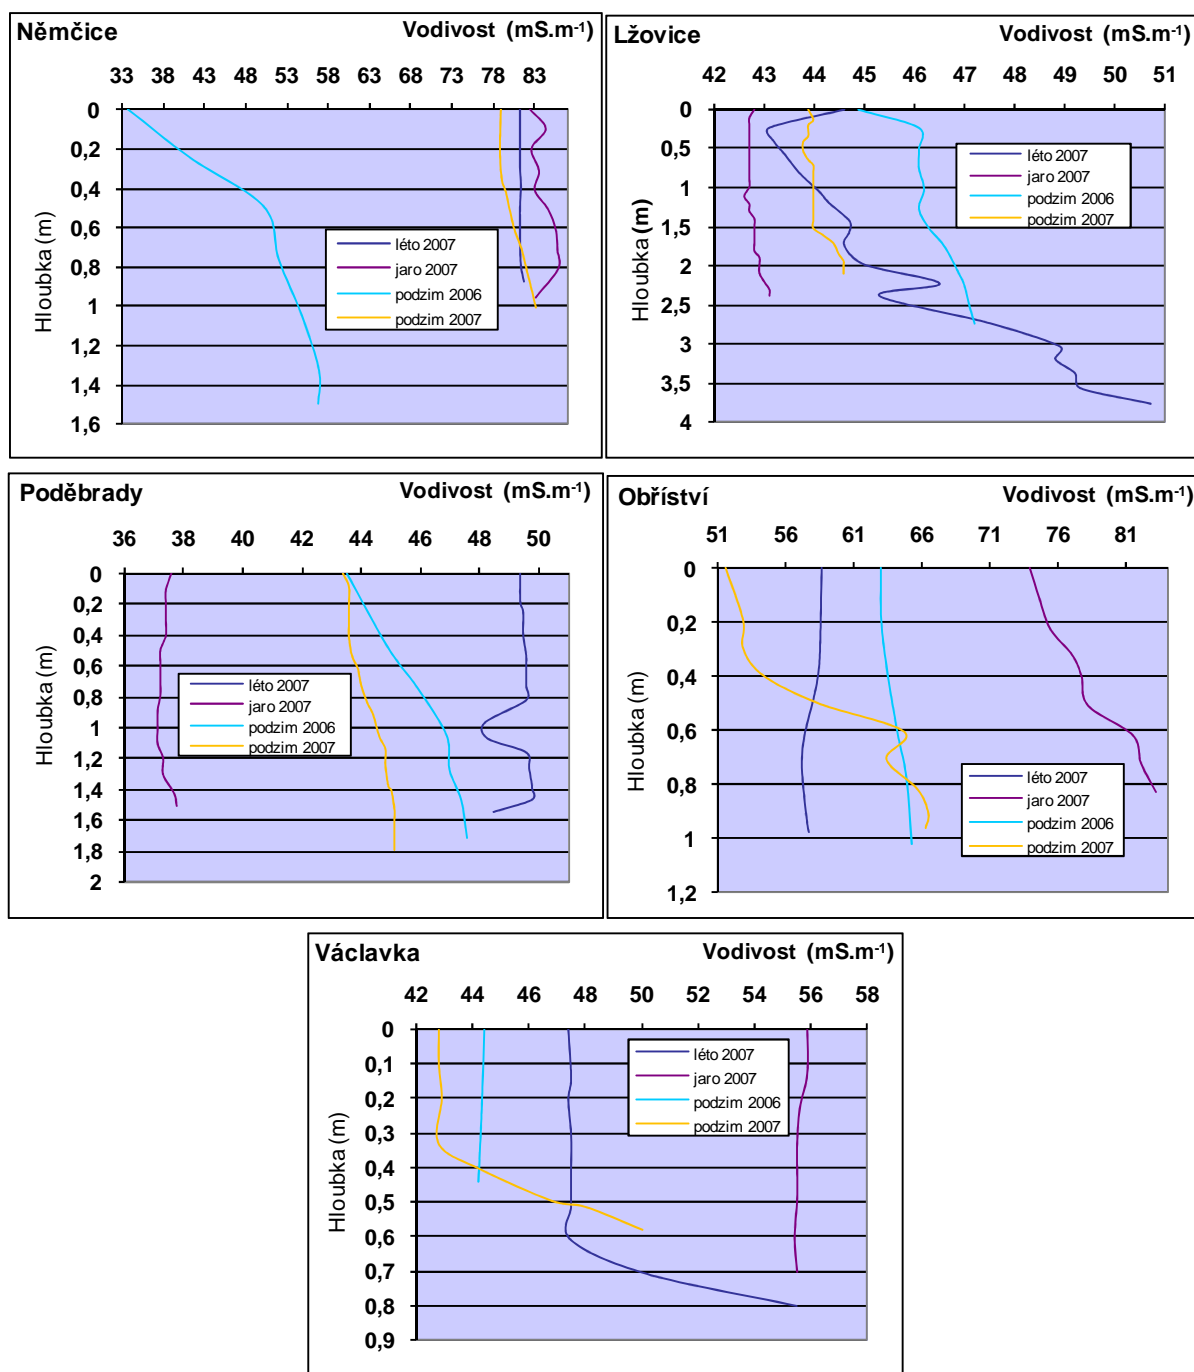 Němčice Vodivost (mS.m-1)
33 38 43 48 53 58 63 68 73 78 83
Hloubka (m)
0
0,2
0,4
0,6
0,8
1
1,2
1,4
1,6
léto 2007
jaro 2007
podzim 2006
podzim 2007
Lžovice Vodivost (mS.m-1)
42 43 44 45 46 47 48 49 50 51
Hloubka (m)
0
0,5
1
1,5
2
2,5
3
3,5
4
léto 2007
jaro 2007
podzim 2006
podzim 2007
Poděbrady Vodivost (mS.m-1)
36 38 40 42 44 46 48 50
Hloubka (m)
0
0,2
0,4
0,6
0,8
1
1,2
1,4
1,6
1,8
2
léto 2007
jaro 2007
podzim 2006
podzim 2007
Obříství Vodivost (mS.m-1)
51 56 61 66 71 76 81
Hloubka (m)
0
0,2
0,4
0,6
0,8
1
1,2
léto 2007
jaro 2007
podzim 2006
podzim 2007
Václavka Vodivost (mS.m-1)
42 44 46 48 50 52 54 56 58
Hloubka (m)
0
0,1
0,2
0,3
0,4
0,5
0,6
0,7
0,8
0,9
léto 2007
jaro 2007
podzim 2006
podzim 2007